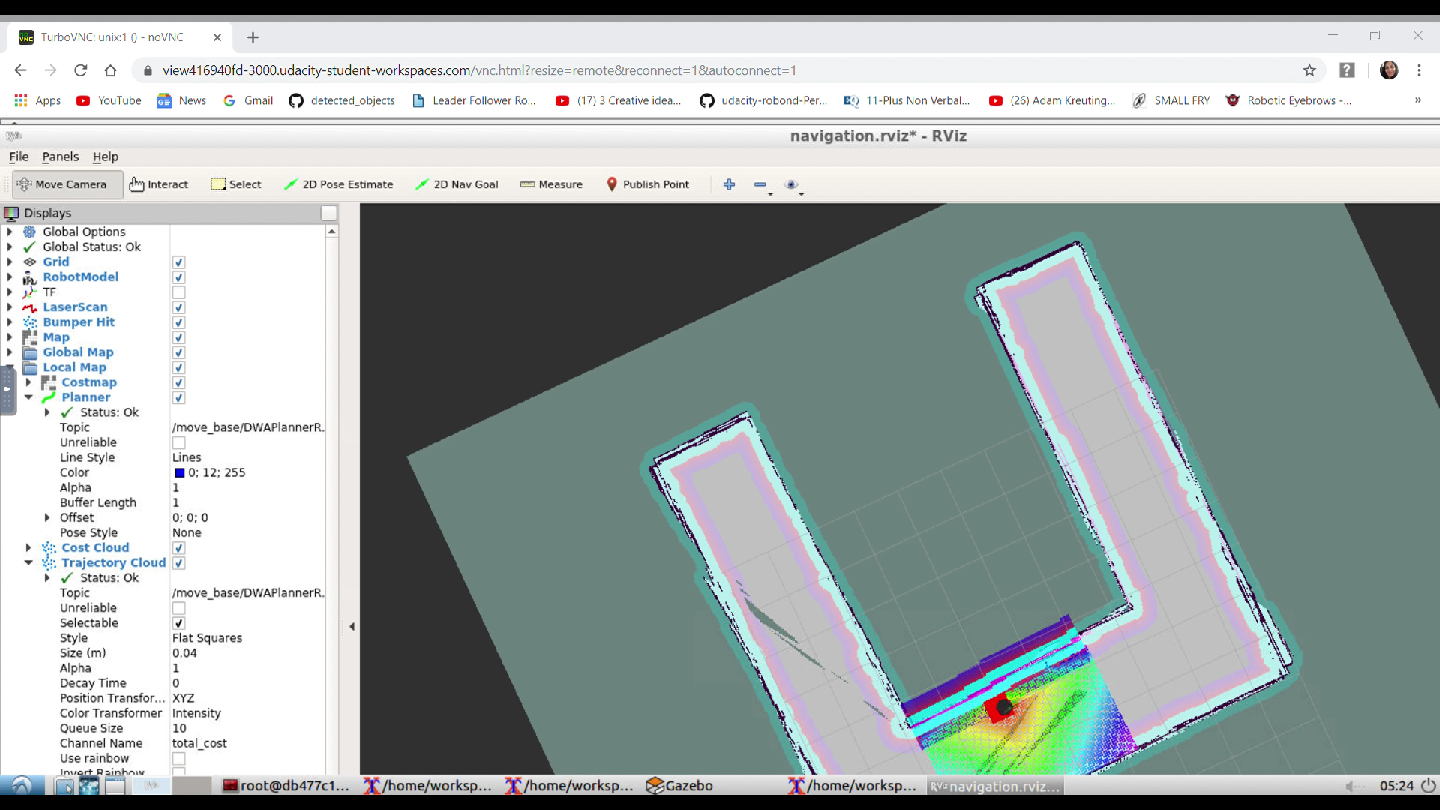 TurboVNC: unix:1 () - noVNC
view416940fd-3000.udacity-student-workspaces.com/vnc.html?resize=remote&reconnect=1&autoconnect=1
Apps YouTube News Gmail detected_objects Leader Follower Ro... (17) 3 Creative idea... udacity-robond-Per... 11-Plus Non Verbal... (25) Adam Kreuting... SMALL FRY Robotic Eyebrows -... »
navigation.rviz* - RViz
File Panels Help
Move Camera Interact Select 2D Pose Estimate 2D Nav Goal Measure Publish Point
Displays
Global Options
Global Status: Ok
Grid
RobotModel
TF
LaserScan
Bumper Hit
Map
Global Map
Local Map
Costmap
Planner
Status: Ok
Topic /move_base/DWAPlannerR...
Unreliable
Line Style Lines
Color 0; 12; 255
Alpha 1
Buffer Length 1
Offset 0; 0; 0
Pose Style None
Cost Cloud
Trajectory Cloud
Status: Ok
Topic /move_base/DWAPlannerR...
Unreliable
Selectable
Style Flat Squares
Size (m) 0.04
Alpha 1
Decay Time 0
Position Transfor... XYZ
Color Transformer Intensity
Queue Size 10
Channel Name total_cost
Use rainbow
Invert Rainbow
root@db477c1... /home/worksp... /home/worksp... Gazebo /home/worksp... navigation.rviz... 05:24